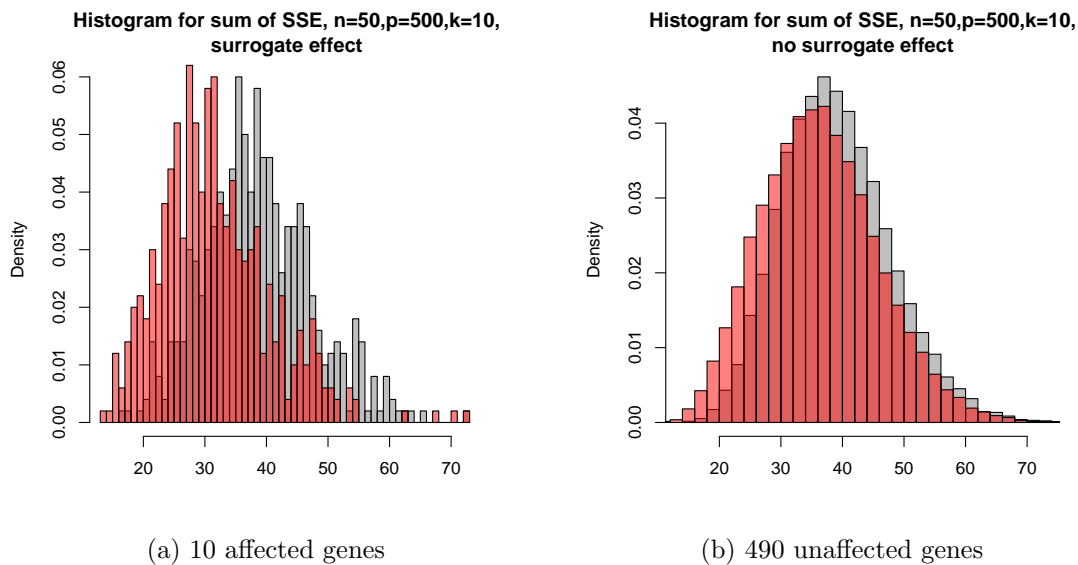 Histogram for sum of SSE, n=50,p=500,k=10,
surrogate effect
Density
0.00 0.01 0.02 0.03 0.04 0.05 0.06
20 30 40 50 60 70
(a) 10 affected genes
Histogram for sum of SSE, n=50,p=500,k=10,
no surrogate effect
Density
0.00 0.01 0.02 0.03 0.04
20 30 40 50 60 70
(b) 490 unaffected genes